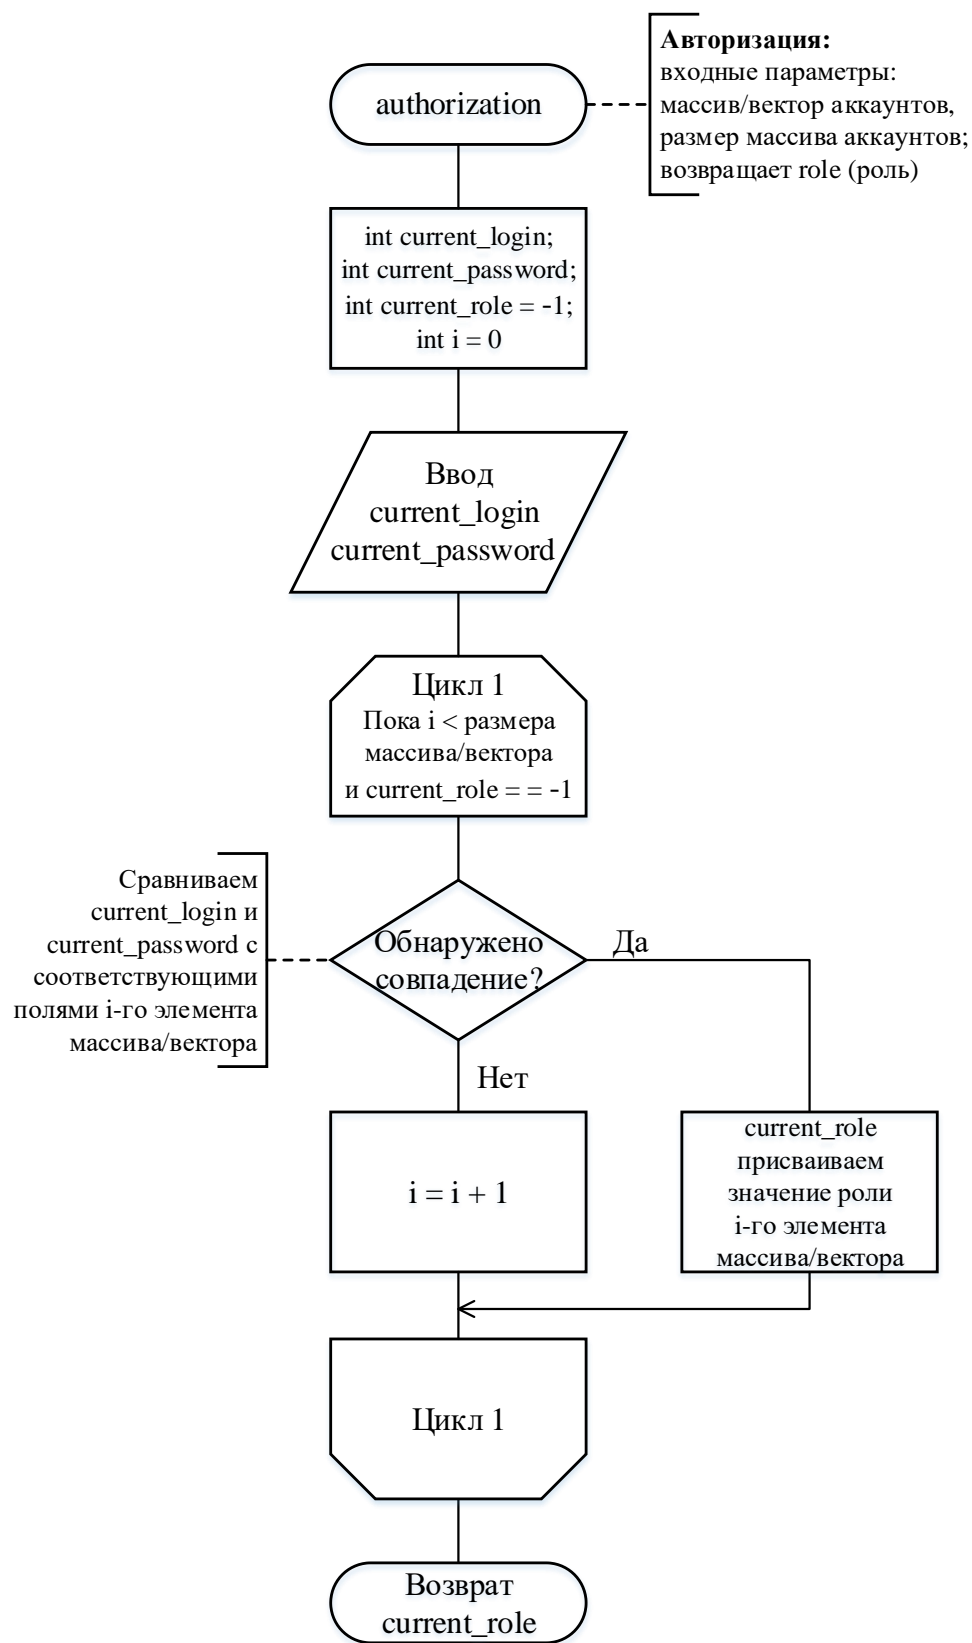 authorization
Авторизация:
входные параметры:
массив/вектор аккаунтов,
размер массива аккаунтов;
возвращает role (роль)
int current_login;
int current_password;
int current_role = -1;
int i = 0
Ввод
current_login
current_password
Цикл 1
Пока i < размера
массива/вектора
и current_role = = -1
Сравниваем
current_login и
current_password с
соответствующими
полями i-го элемента
массива/вектора
Обнаружено
совпадение?
Да
Нет
i = i + 1
current_role
присваиваем
значение роли
i-го элемента
массива/вектора
Цикл 1
Возврат
current_role